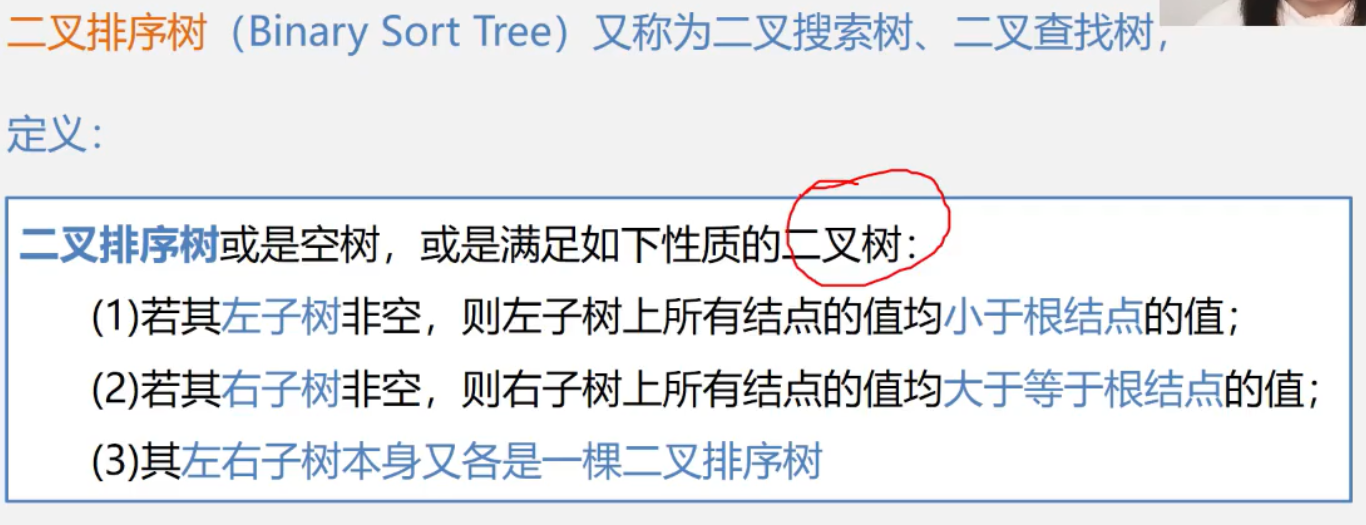 二叉排序树（Binary Sort Tree）又称为二叉搜索树、二叉查找树，
定义：
二叉排序树或是空树，或是满足如下性质的二叉树：
(1)若其左子树非空，则左子树上所有结点的值均小于根结点的值；
(2)若其右子树非空，则右子树上所有结点的值均大于等于根结点的值；
(3)其左右子树本身又各是一棵二叉排序树